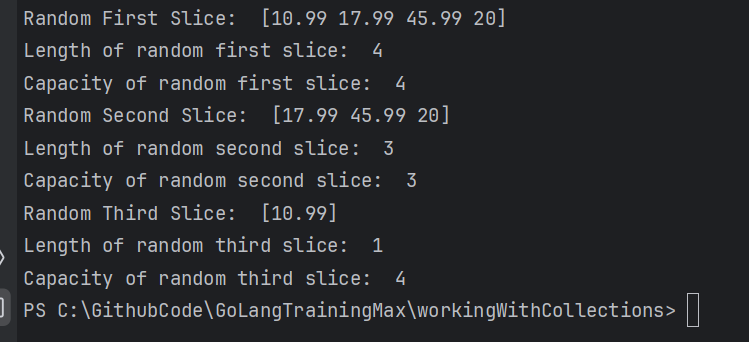 Random First Slice:  [10.99 17.99 45.99 20]
Length of random first slice:  4
Capacity of random first slice:  4
Random Second Slice:  [17.99 45.99 20]
Length of random second slice:  3
Capacity of random second slice:  3
Random Third Slice:  [10.99]
Length of random third slice:  1
Capacity of random third slice:  4
PS C:\GithubCode\GoLangTrainingMax\workingWithCollections>